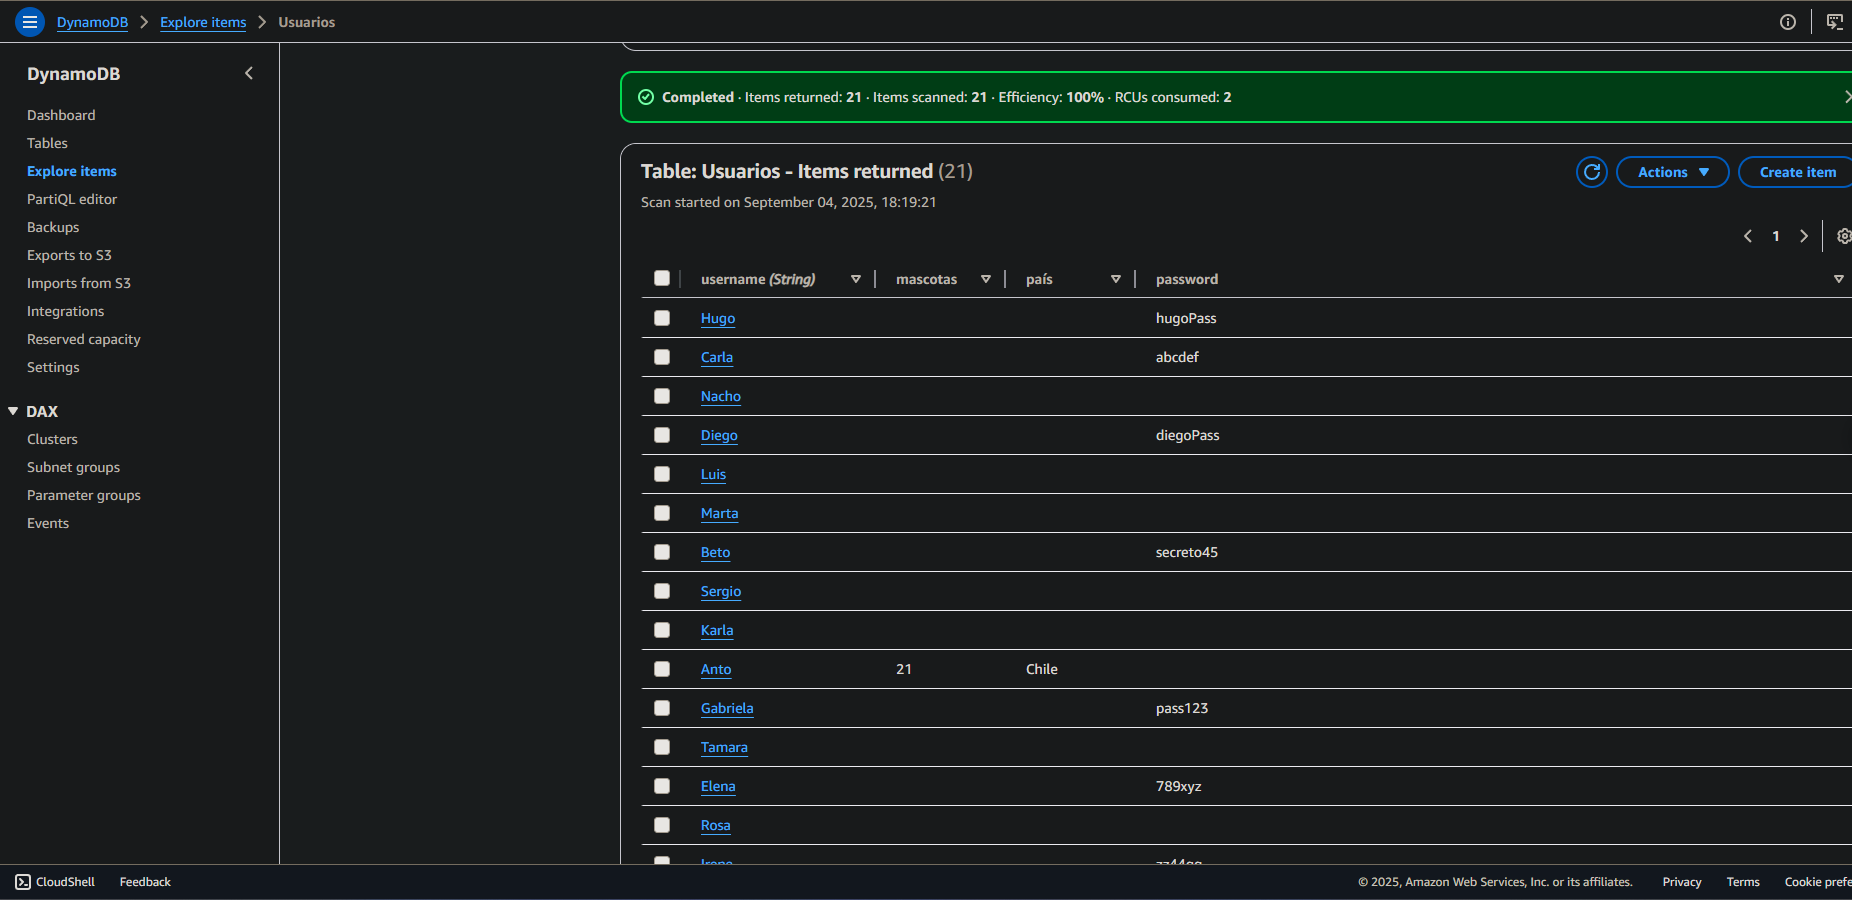 DynamoDB > Explore items > Usuarios
DynamoDB
Dashboard
Tables
Explore items
PartiQL editor
Backups
Exports to S3
Imports from S3
Integrations
Reserved capacity
Settings
DAX
Clusters
Subnet groups
Parameter groups
Events
Completed · Items returned: 21 · Items scanned: 21 · Efficiency: 100% · RCUs consumed: 2
Table: Usuarios - Items returned (21)
Actions
Create item
Scan started on September 04, 2025, 18:19:21
1
username (String) mascotas país password
Hugo hugoPass
Carla abcdef
Nacho
Diego diegoPass
Luis
Marta
Beto secreto45
Sergio
Karla
Anto 21 Chile
Gabriela pass123
Tamara
Elena 789xyz
Rosa
Irene
CloudShell Feedback © 2025, Amazon Web Services, Inc. or its affiliates. Privacy Terms Cookie prefe